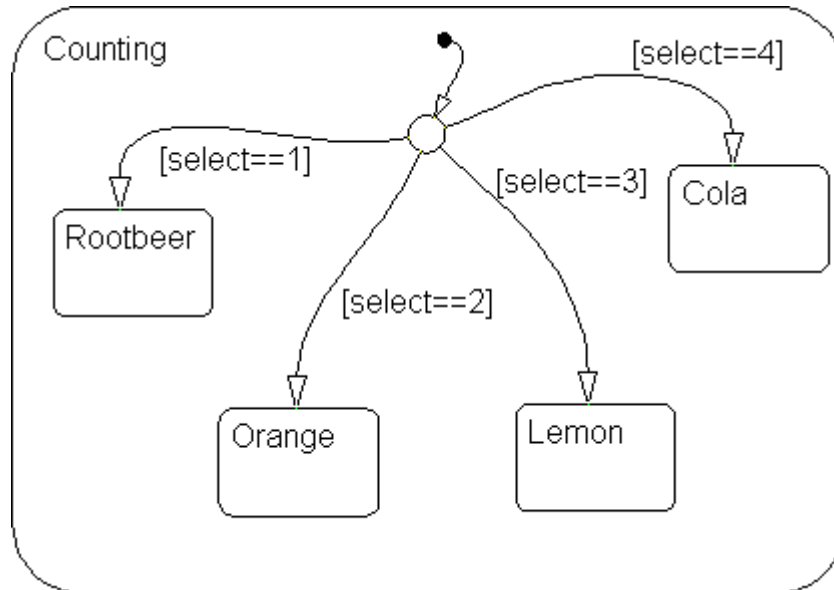 Counting
[select==4]
[select==1]
[select==3]
Cola
Rootbeer
[select==2]
Orange
Lemon